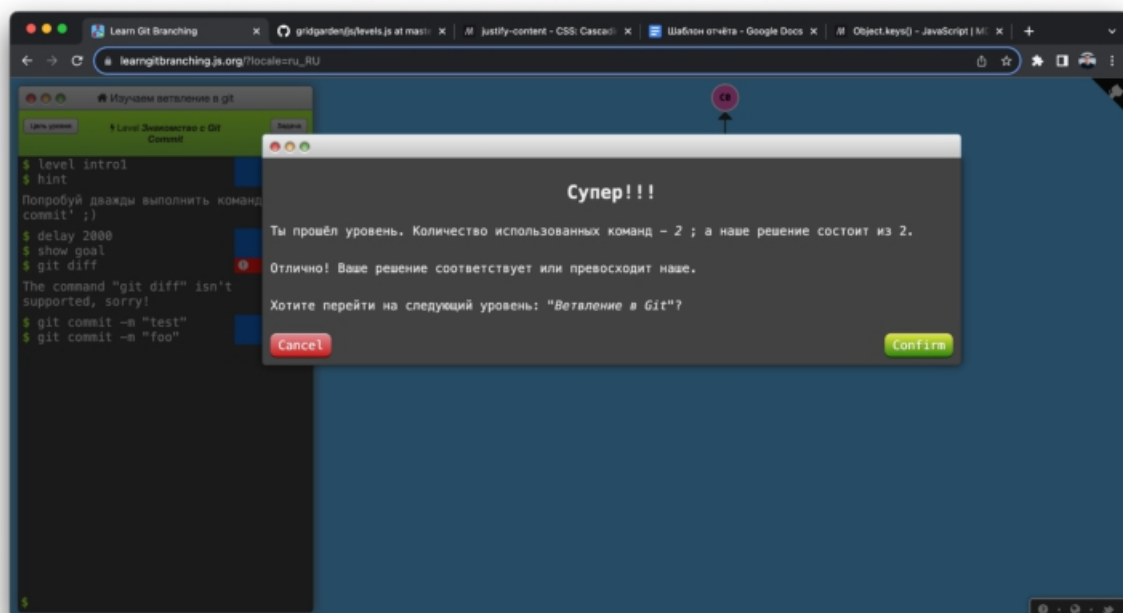 Learn Git Branching
gridgarden/js/levels.js at mast
justify-content - CSS: Cascadi
Шаблон отчёта - Google Docs
Object.keys() - JavaScript | M
learngitbranching.js.org/?locale=ru_RU
Изучаем ветвление в git
Цель уровня
Level Знакомство с Git Commit
Задача
$ level intro1
$ hint
Попробуй дважды выполнить команд
commit' ;)
$ delay 2000
$ show goal
$ git diff
The command "git diff" isn't
supported, sorry!
$ git commit -m "test"
$ git commit -m "foo"
$
C0
Супер!!!
Ты прошёл уровень. Количество использованных команд - 2 ; а наше решение состоит из 2.
Отлично! Ваше решение соответствует или превосходит наше.
Хотите перейти на следующий уровень: "Ветвление в Git"?
Cancel
Confirm